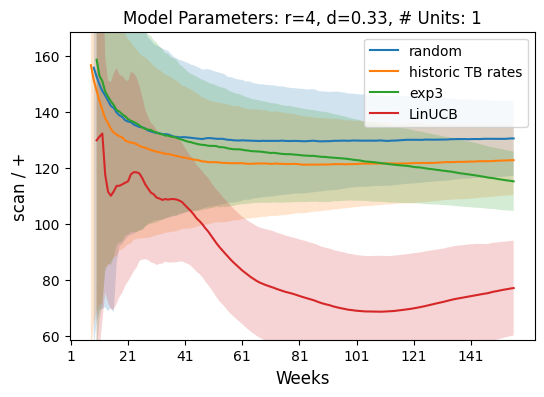 Model Parameters: r=4, d=0.33, # Units: 1
random
historic TB rates
exp3
LinUCB
scan / +
160
140
120
100
80
60
1 21 41 61 81 101 121 141
Weeks